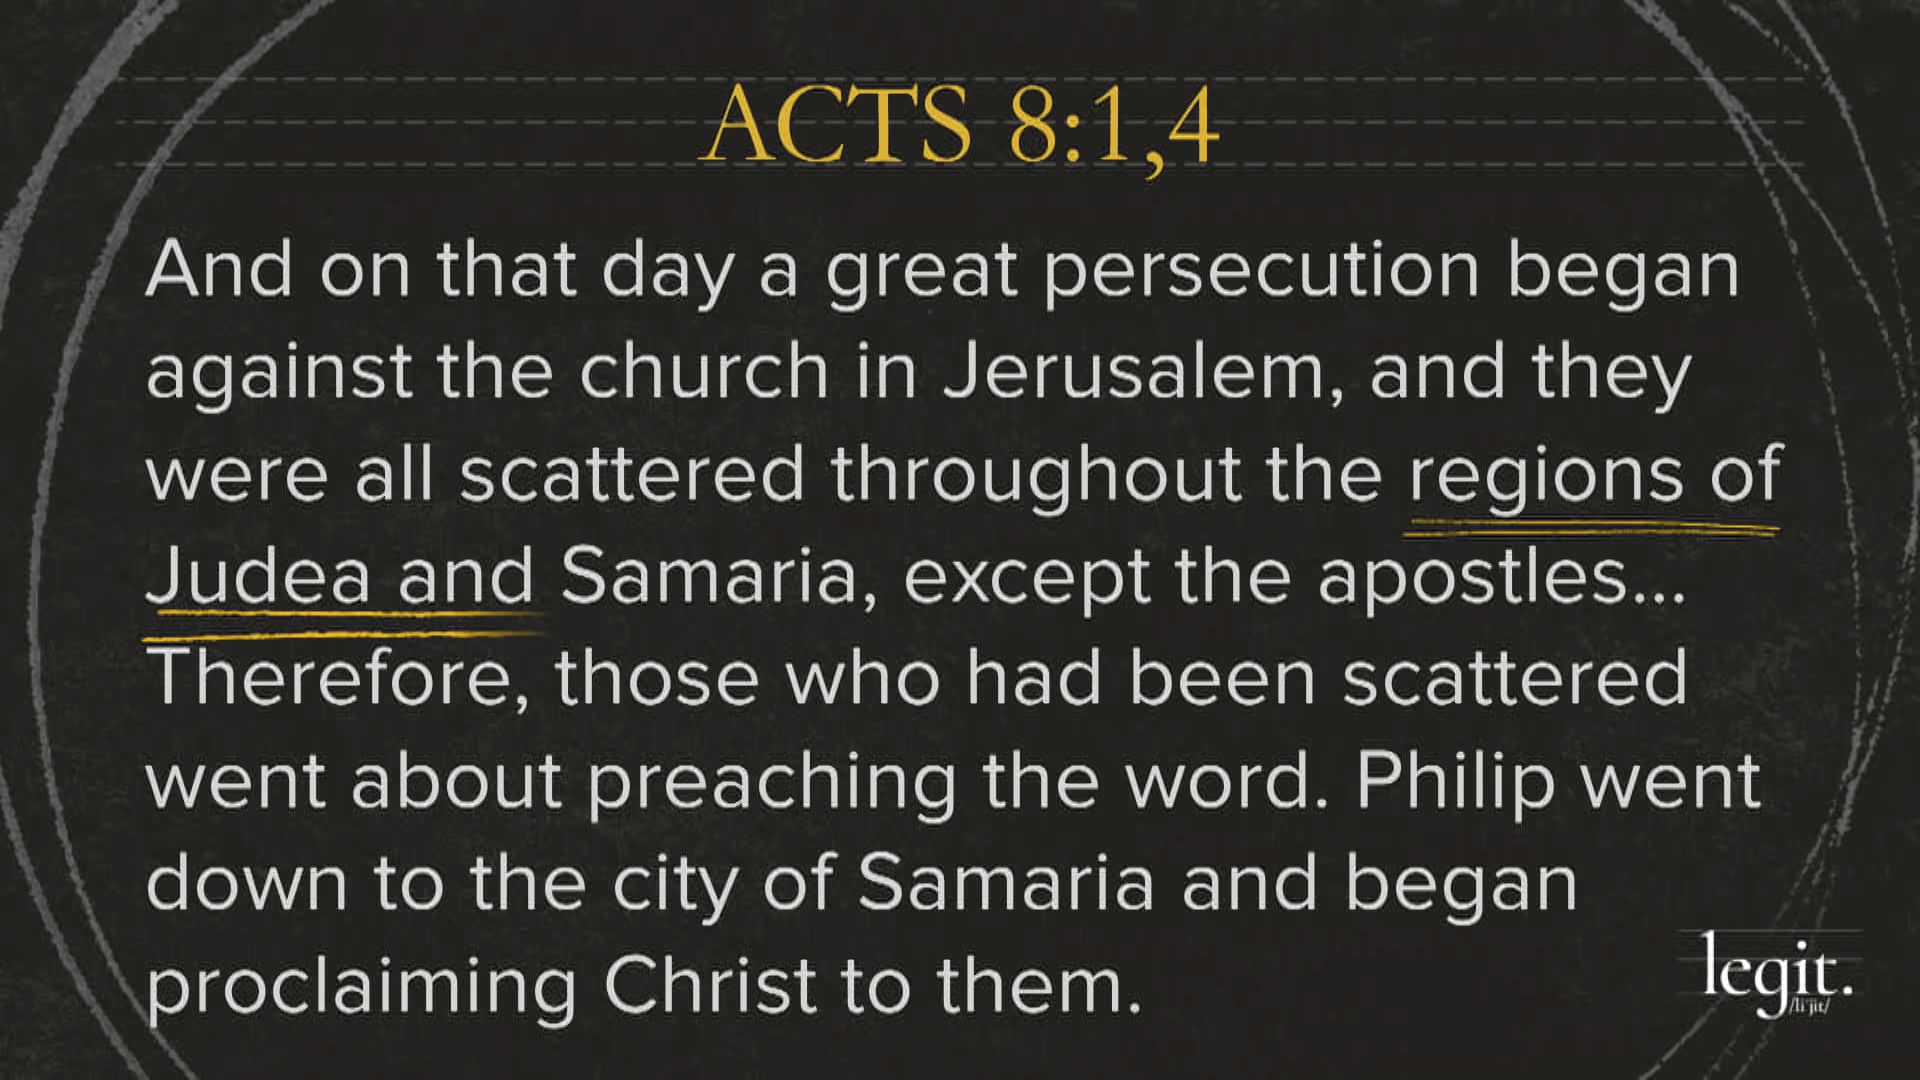 ACTS 8:1,4
And on that day a great persecution began
against the church in Jerusalem, and they
were all scattered throughout the regions of
Judea and Samaria, except the apostles...
Therefore, those who had been scattered
went about preaching the word. Philip went
down to the city of Samaria and began
proclaiming Christ to them.
legit.
/li'jit/